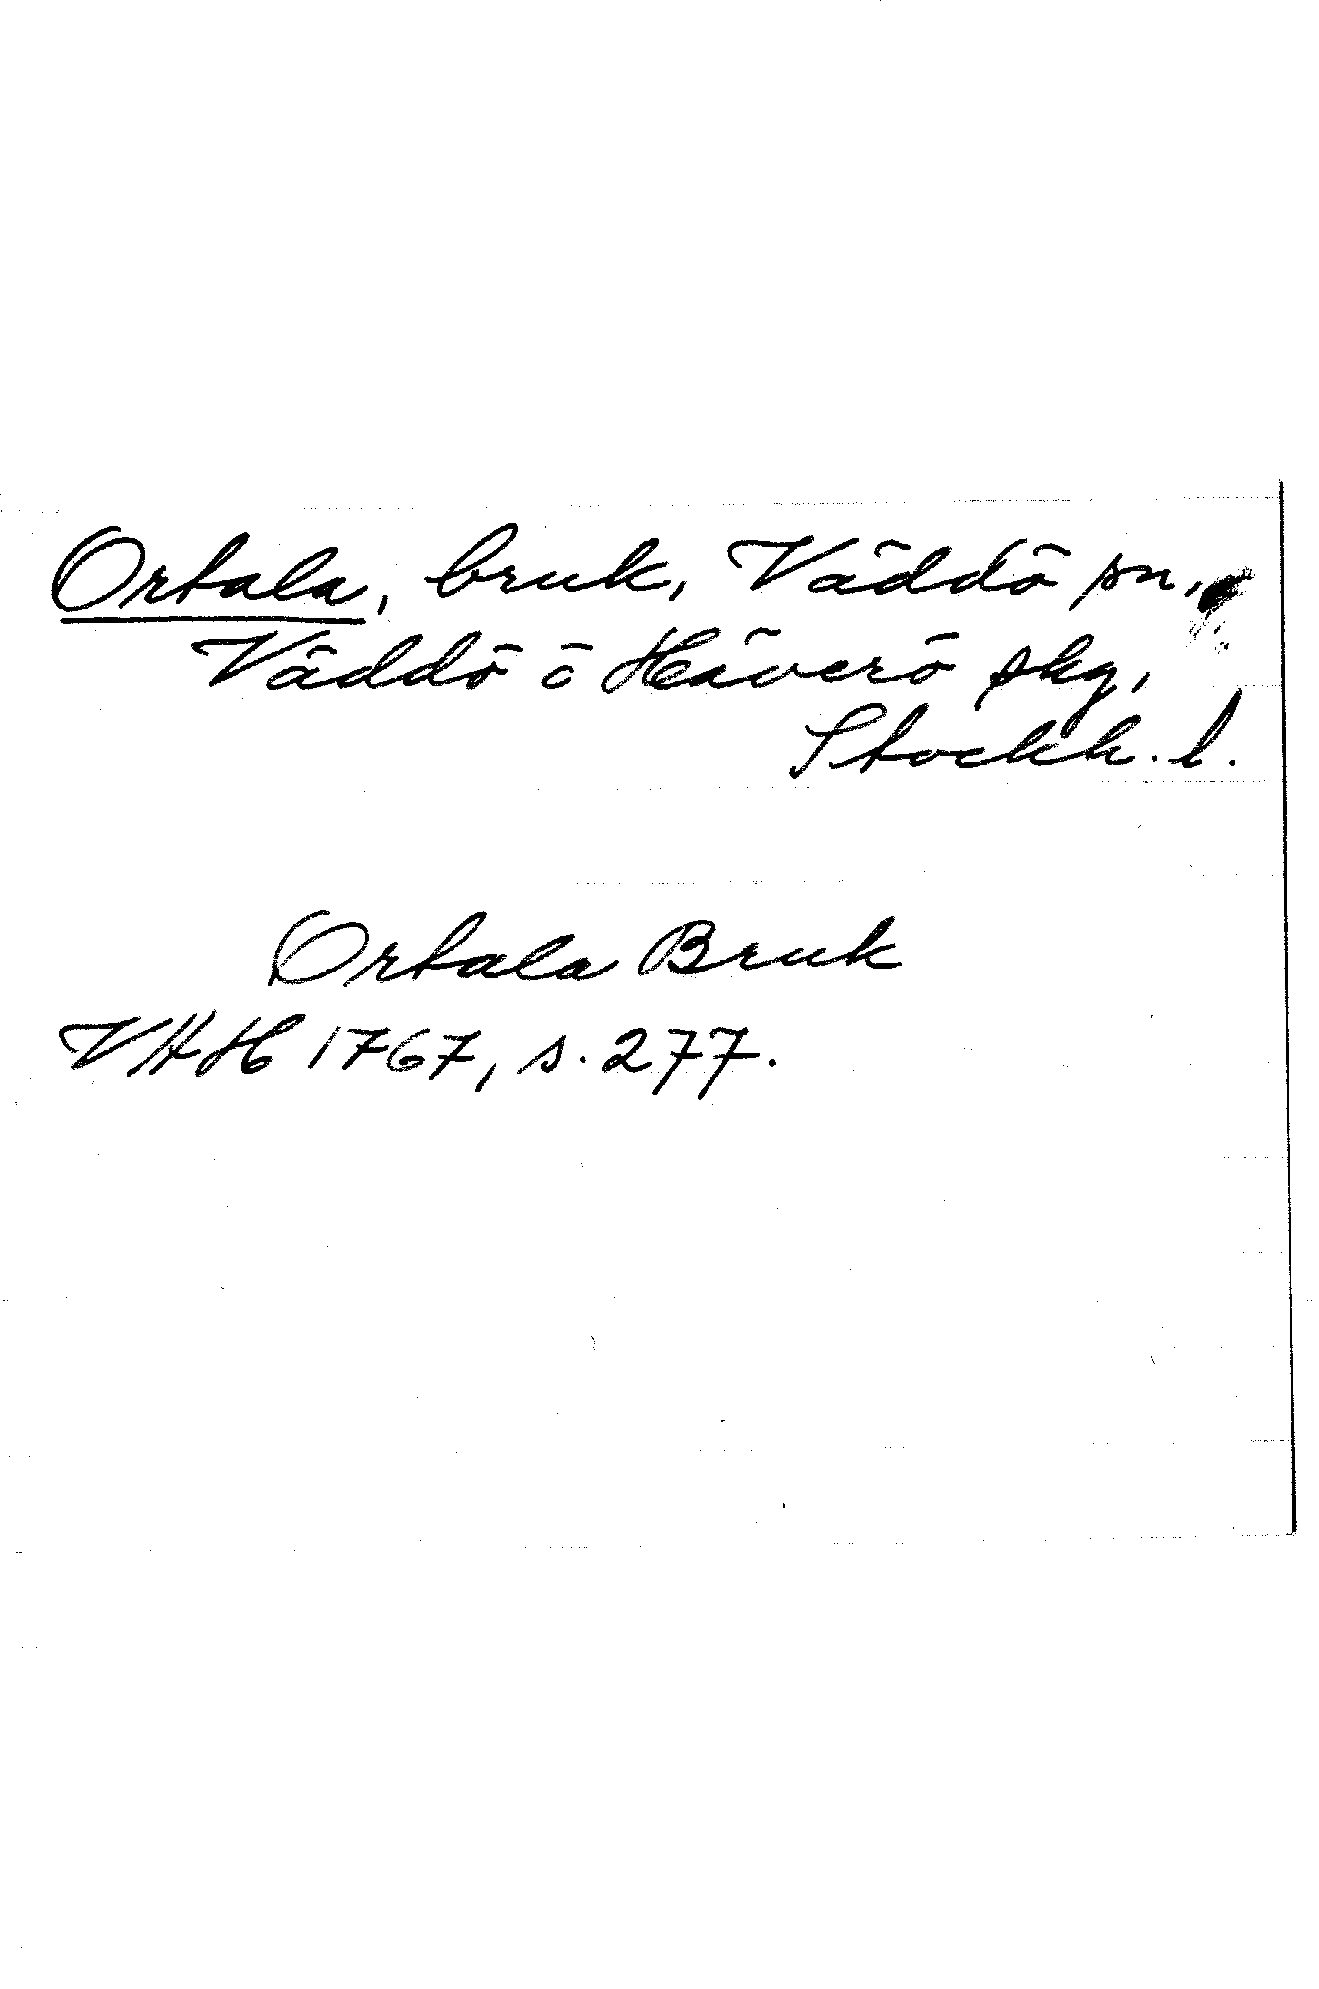 Ortala, bruk, Väddö sn,
Väddö o Häverö skg,
Stockh. l.
Ortala Bruk
VHH 1767, s. 277.